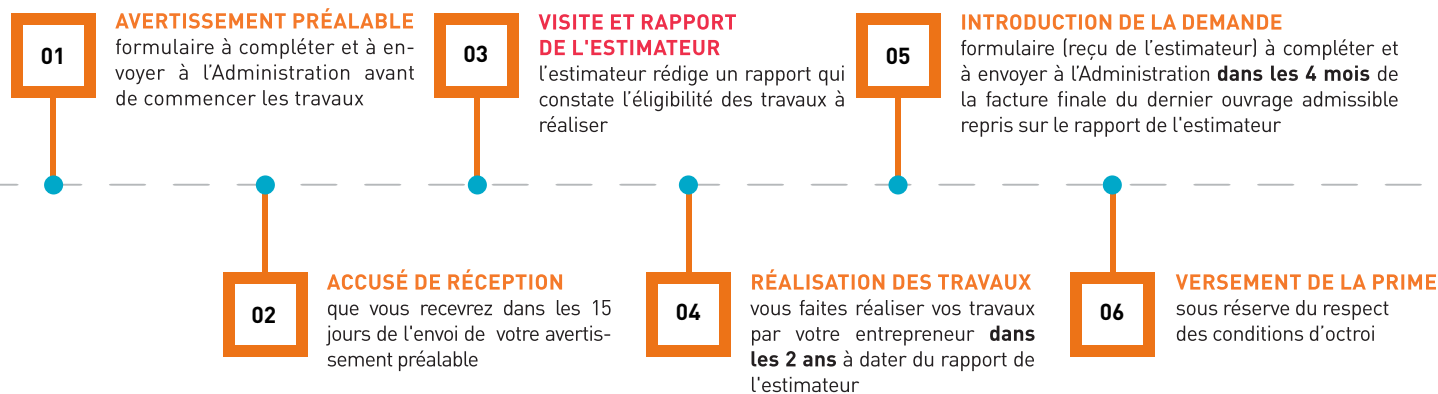 01
AVERTISSEMENT PRÉALABLE
formulaire à compléter et à en-
voyer à l’Administration avant
de commencer les travaux
02
ACCUSÉ DE RÉCEPTION
que vous recevrez dans les 15
jours de l'envoi de votre avertis-
sement préalable
03
VISITE ET RAPPORT
DE L'ESTIMATEUR
l’estimateur rédige un rapport qui
constate l’éligibilité des travaux à
réaliser
04
RÉALISATION DES TRAVAUX
vous faites réaliser vos travaux
par votre entrepreneur dans
les 2 ans à dater du rapport de
l'estimateur
05
INTRODUCTION DE LA DEMANDE
formulaire (reçu de l’estimateur) à compléter et
à envoyer à l’Administration dans les 4 mois de
la facture finale du dernier ouvrage admissible
repris sur le rapport de l'estimateur
06
VERSEMENT DE LA PRIME
sous réserve du respect
des conditions d’octroi